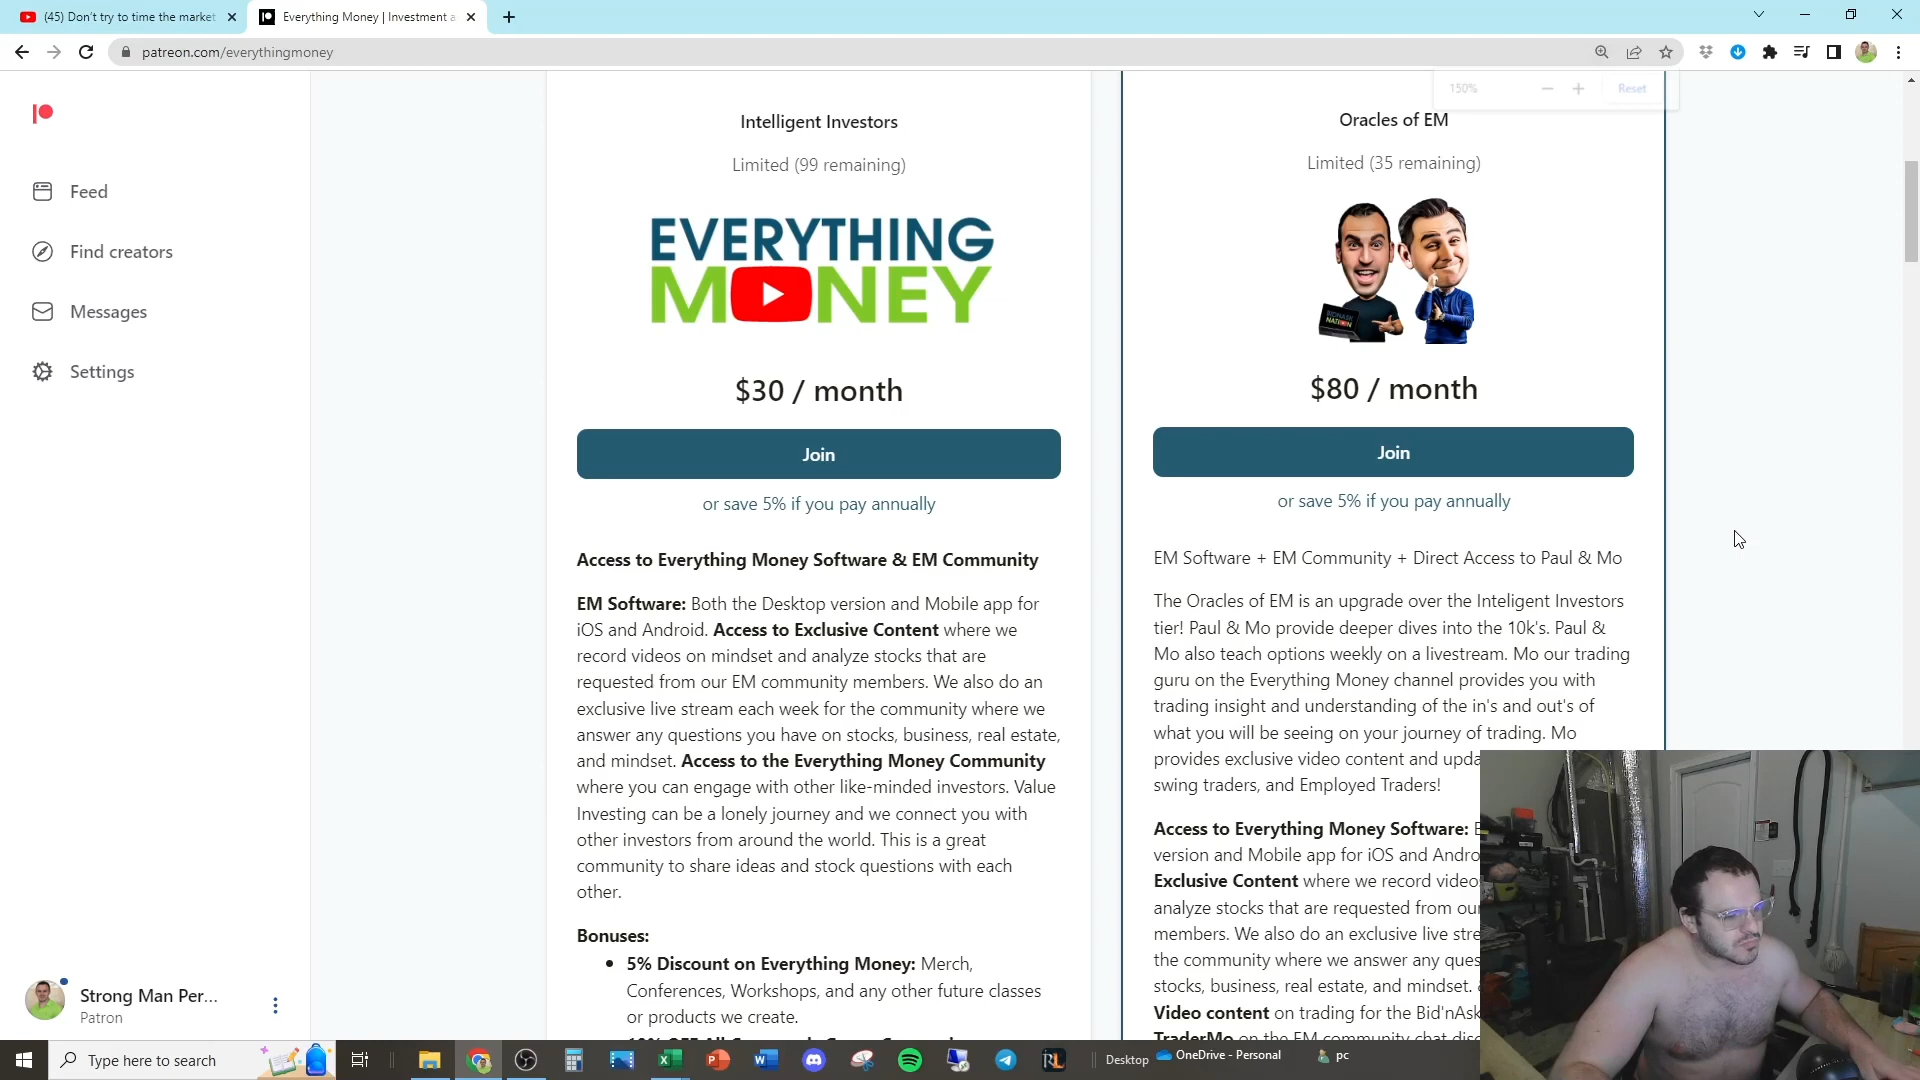 (45) Don't try to time the market
Everything Money | Investment a
patreon.com/everythingmoney
150%
Reset
Feed
Find creators
Messages
Settings
Strong Man Per...
Patron
Intelligent Investors
Limited (99 remaining)
EVERYTHING
MONEY
$30 / month
Join
or save 5% if you pay annually
Access to Everything Money Software & EM Community
EM Software: Both the Desktop version and Mobile app for
iOS and Android. Access to Exclusive Content where we
record videos on mindset and analyze stocks that are
requested from our EM community members. We also do an
exclusive live stream each week for the community where we
answer any questions you have on stocks, business, real estate,
and mindset. Access to the Everything Money Community
where you can engage with other like-minded investors. Value
Investing can be a lonely journey and we connect you with
other investors from around the world. This is a great
community to share ideas and stock questions with each
other.
Bonuses:
• 5% Discount on Everything Money: Merch,
Conferences, Workshops, and any other future classes
or products we create.
Oracles of EM
Limited (35 remaining)
$80 / month
Join
or save 5% if you pay annually
EM Software + EM Community + Direct Access to Paul & Mo
The Oracles of EM is an upgrade over the Inteligent Investors
tier! Paul & Mo provide deeper dives into the 10k's. Paul &
Mo also teach options weekly on a livestream. Mo our trading
guru on the Everything Money channel provides you with
trading insight and understanding of the in's and out's of
what you will be seeing on your journey of trading. Mo
provides exclusive video content and upda
swing traders, and Employed Traders!
Access to Everything Money Software:
version and Mobile app for iOS and Andro
Exclusive Content where we record video
analyze stocks that are requested from our
members. We also do an exclusive live stre
the community where we answer any ques
stocks, business, real estate, and mindset.
Video content on trading for the Bid'nAsk
TraderMo on the EM community chat disc
Type here to search
Desktop
OneDrive - Personal
pc